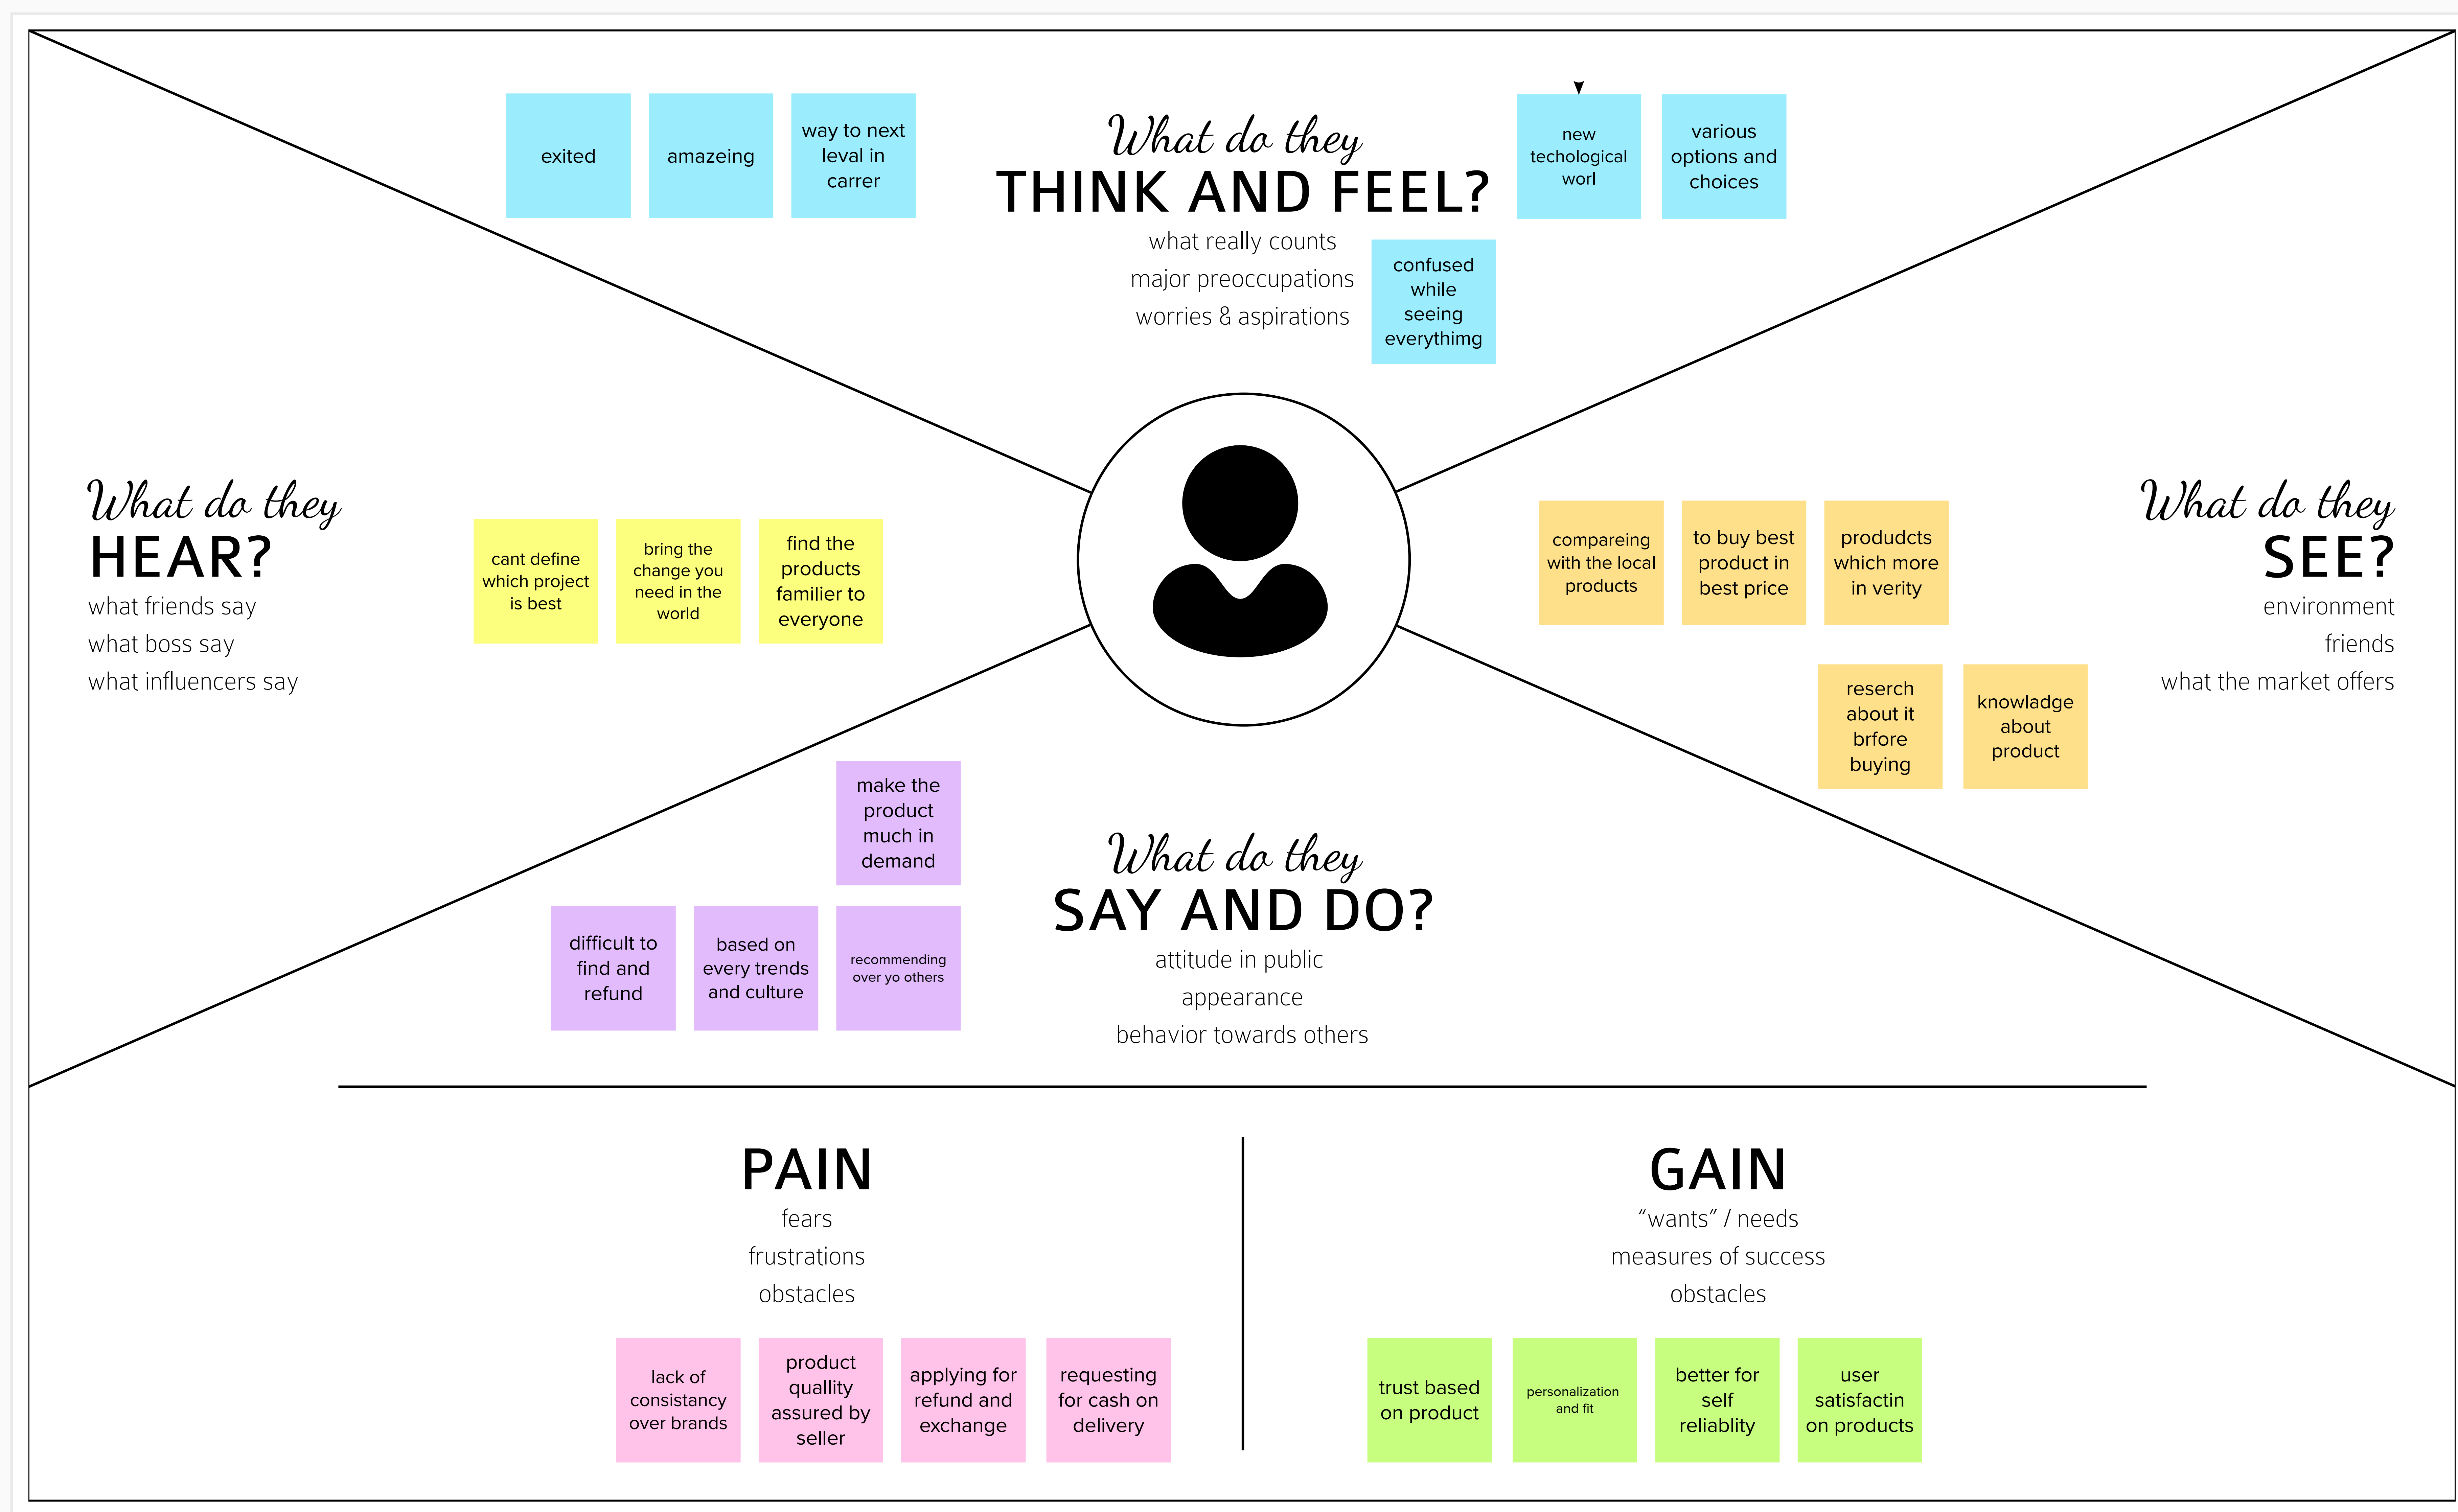 exited
amazeing
way to next
leval in
carrer
What do they
THINK AND FEEL?
what really counts
major preoccupations
worries & aspirations
new
techological
worl
various
options and
choices
confused
while
seeing
everythimg
What do they
HEAR?
what friends say
what boss say
what influencers say
cant define
which project
is best
bring the
change you
need in the
world
find the
products
familier to
everyone
compareing
with the local
products
to buy best
product in
best price
produdcts
which more
in verity
reserch
about it
brfore
buying
knowladge
about
product
What do they
SEE?
environment
friends
what the market offers
make the
product
much in
demand
difficult to
find and
refund
based on
every trends
and culture
recommending
over yo others
What do they
SAY AND DO?
attitude in public
appearance
behavior towards others
PAIN
fears
frustrations
obstacles
lack of
consistancy
over brands
product
quallity
assured by
seller
applying for
refund and
exchange
requesting
for cash on
delivery
GAIN
“wants” / needs
measures of success
obstacles
trust based
on product
personalization
and fit
better for
self
reliablity
user
satisfactin
on products